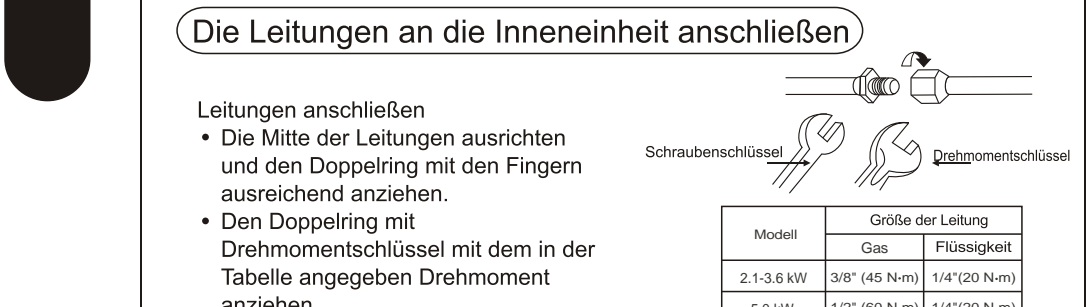 Die Leitungen an die Inneneinheit anschließen
Leitungen anschließen
• Die Mitte der Leitungen ausrichten
und den Doppelring mit den Fingern
ausreichend anziehen.
• Den Doppelring mit
Drehmomentschlüssel mit dem in der
Tabelle angegeben Drehmoment
anziehen
Schraubenschlüssel
Drehmomentschlüssel
Modell
Größe der Leitung
Gas Flüssigkeit
2.1-3.6 kW 3/8" (45 N·m) 1/4"(20 N·m)